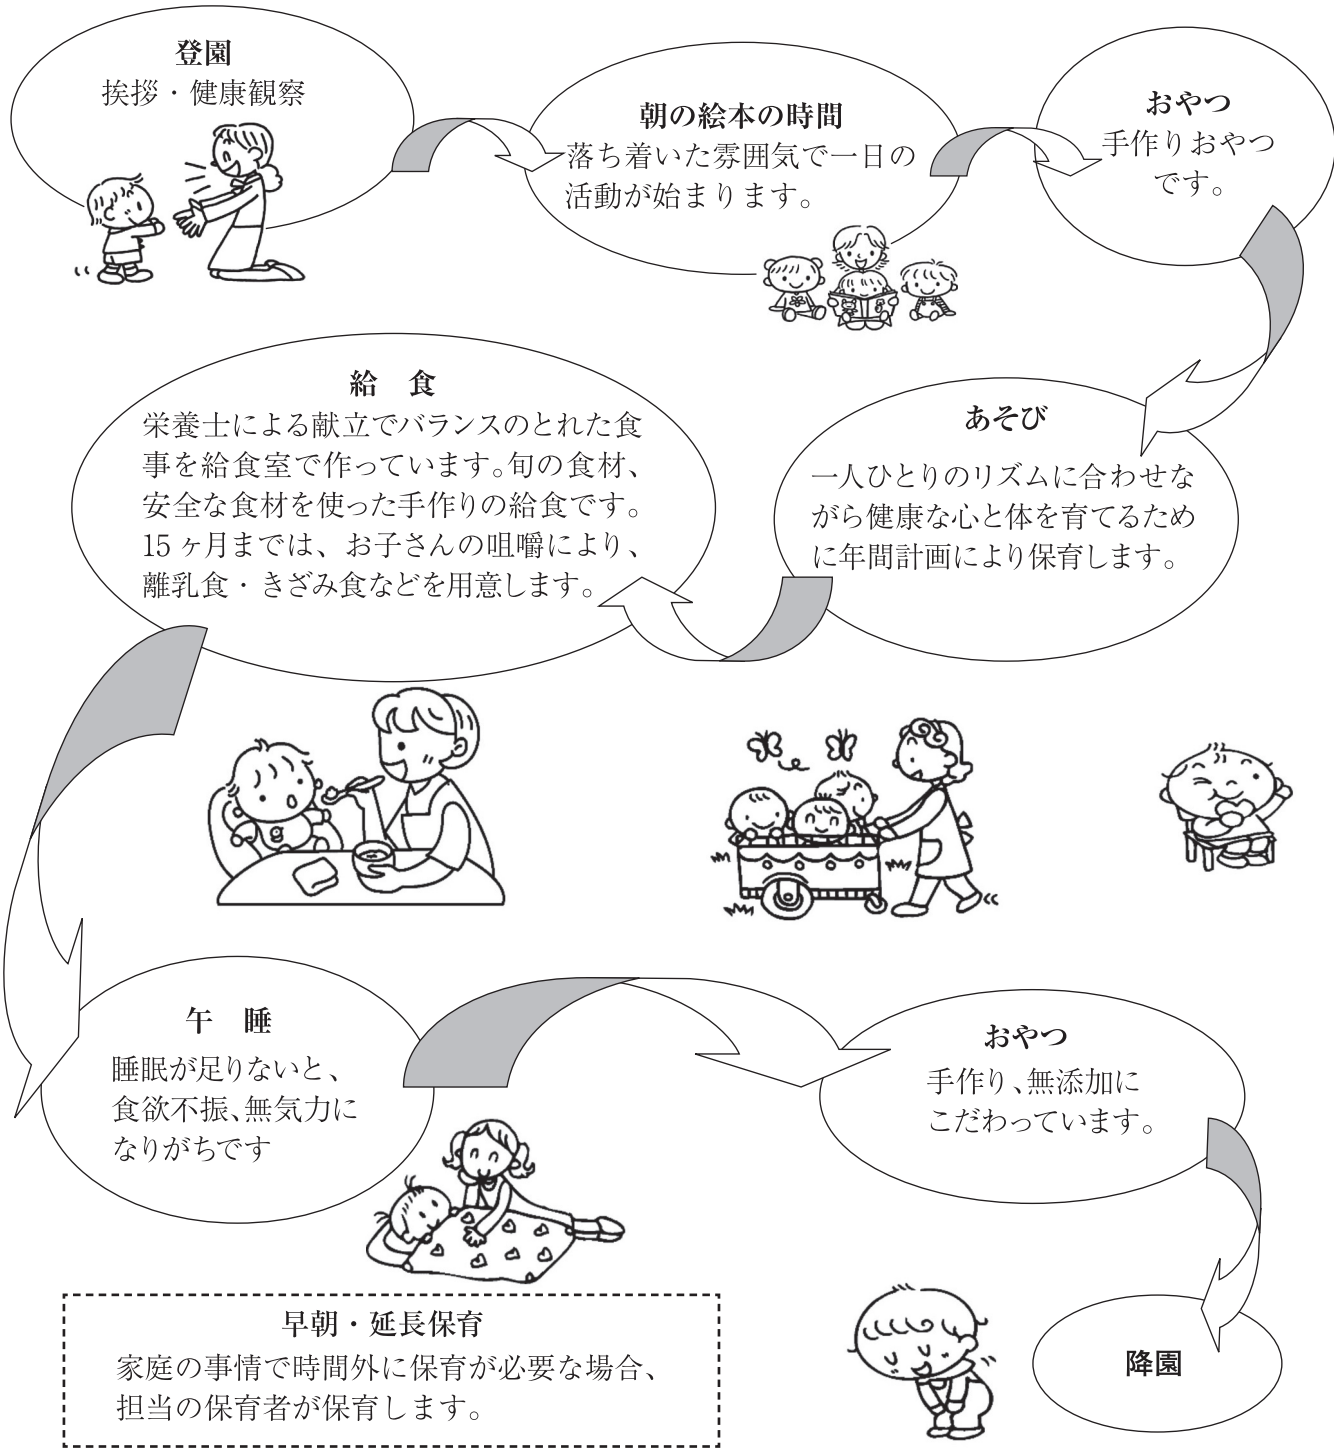 登園
挨拶・健康観察
朝の絵本の時間
落ち着いた雰囲気で一日の
活動が始まります。
おやつ
手作りおやつ
です。
あそび
一人ひとりのリズムに合わせな
がら健康な心と体を育てるため
に年間計画により保育します。
給　食
栄養士による献立でバランスのとれた食
事を給食室で作っています。旬の食材、
安全な食材を使った手作りの給食です。
15ヶ月までは、お子さんの咀嚼により、
離乳食・きざみ食などを用意します。
午　睡
睡眠が足りないと、
食欲不振、無気力に
なりがちです
おやつ
手作り、無添加に
こだわっています。
降園
早朝・延長保育
家庭の事情で時間外に保育が必要な場合、
担当の保育者が保育します。